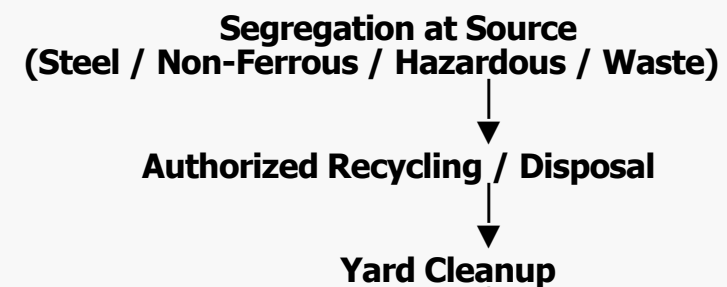 Segregation at Source
(Steel / Non-Ferrous / Hazardous / Waste)
Authorized Recycling / Disposal
Yard Cleanup